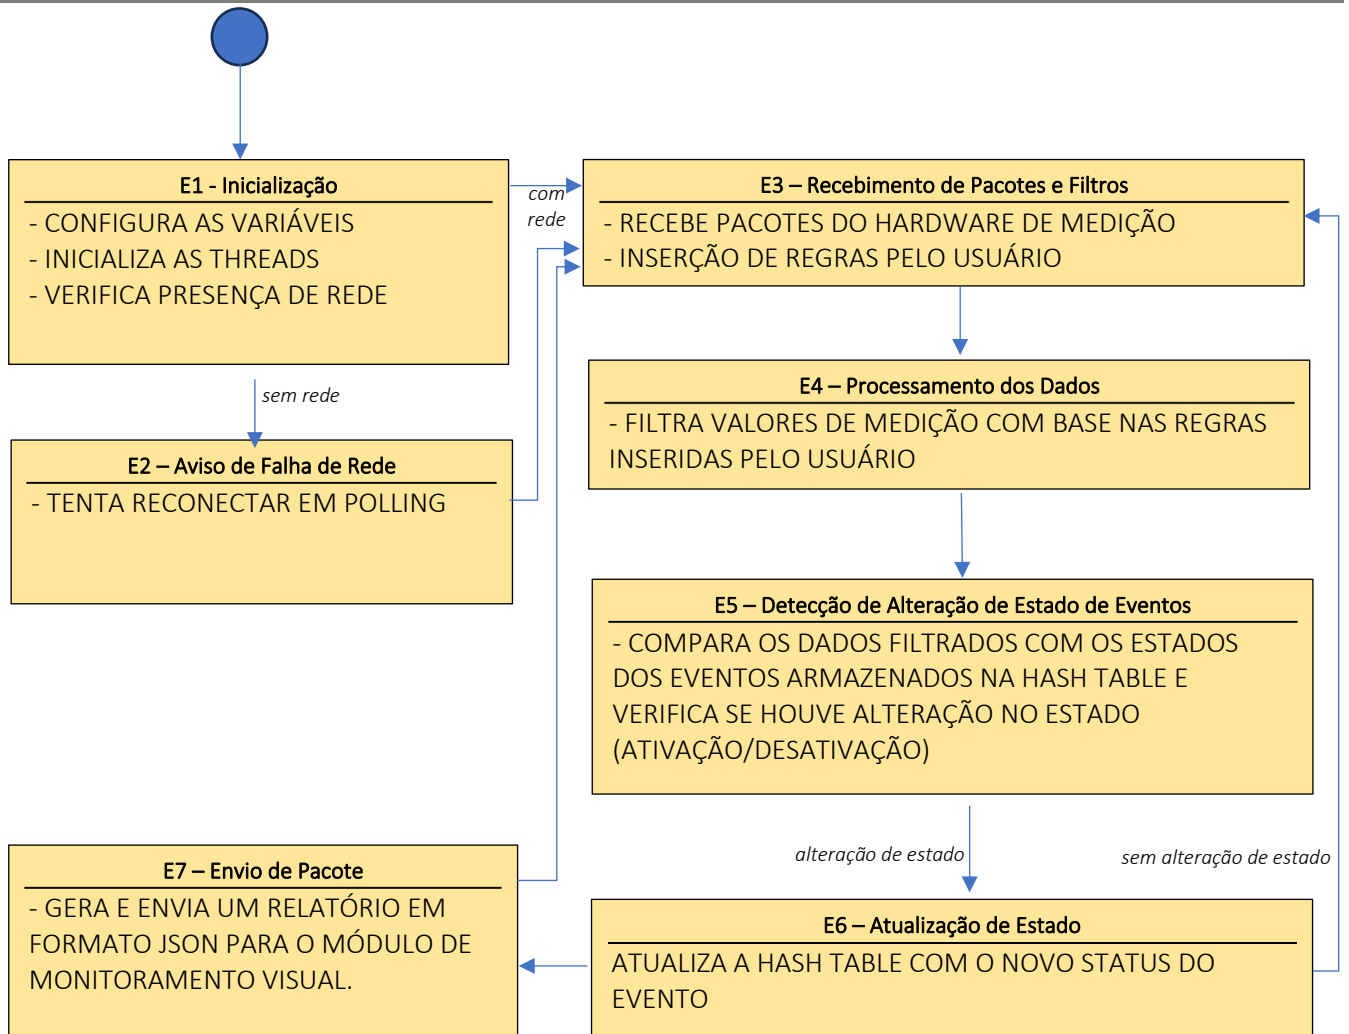 E1 - Inicialização
- CONFIGURA AS VARIÁVEIS
- INICIALIZA AS THREADS
- VERIFICA PRESENÇA DE REDE
com
rede
E3 – Recebimento de Pacotes e Filtros
- RECEBE PACOTES DO HARDWARE DE MEDIÇÃO
- INSERÇÃO DE REGRAS PELO USUÁRIO
sem rede
E2 – Aviso de Falha de Rede
- TENTA RECONECTAR EM POLLING
E4 – Processamento dos Dados
- FILTRA VALORES DE MEDIÇÃO COM BASE NAS REGRAS
INSERIDAS PELO USUÁRIO
E5 – Detecção de Alteração de Estado de Eventos
- COMPARA OS DADOS FILTRADOS COM OS ESTADOS
DOS EVENTOS ARMAZENADOS NA HASH TABLE E
VERIFICA SE HOUVE ALTERAÇÃO NO ESTADO
(ATIVAÇÃO/DESATIVAÇÃO)
alteração de estado
sem alteração de estado
E6 – Atualização de Estado
ATUALIZA A HASH TABLE COM O NOVO STATUS DO
EVENTO
E7 – Envio de Pacote
- GERA E ENVIA UM RELATÓRIO EM
FORMATO JSON PARA O MÓDULO DE
MONITORAMENTO VISUAL.